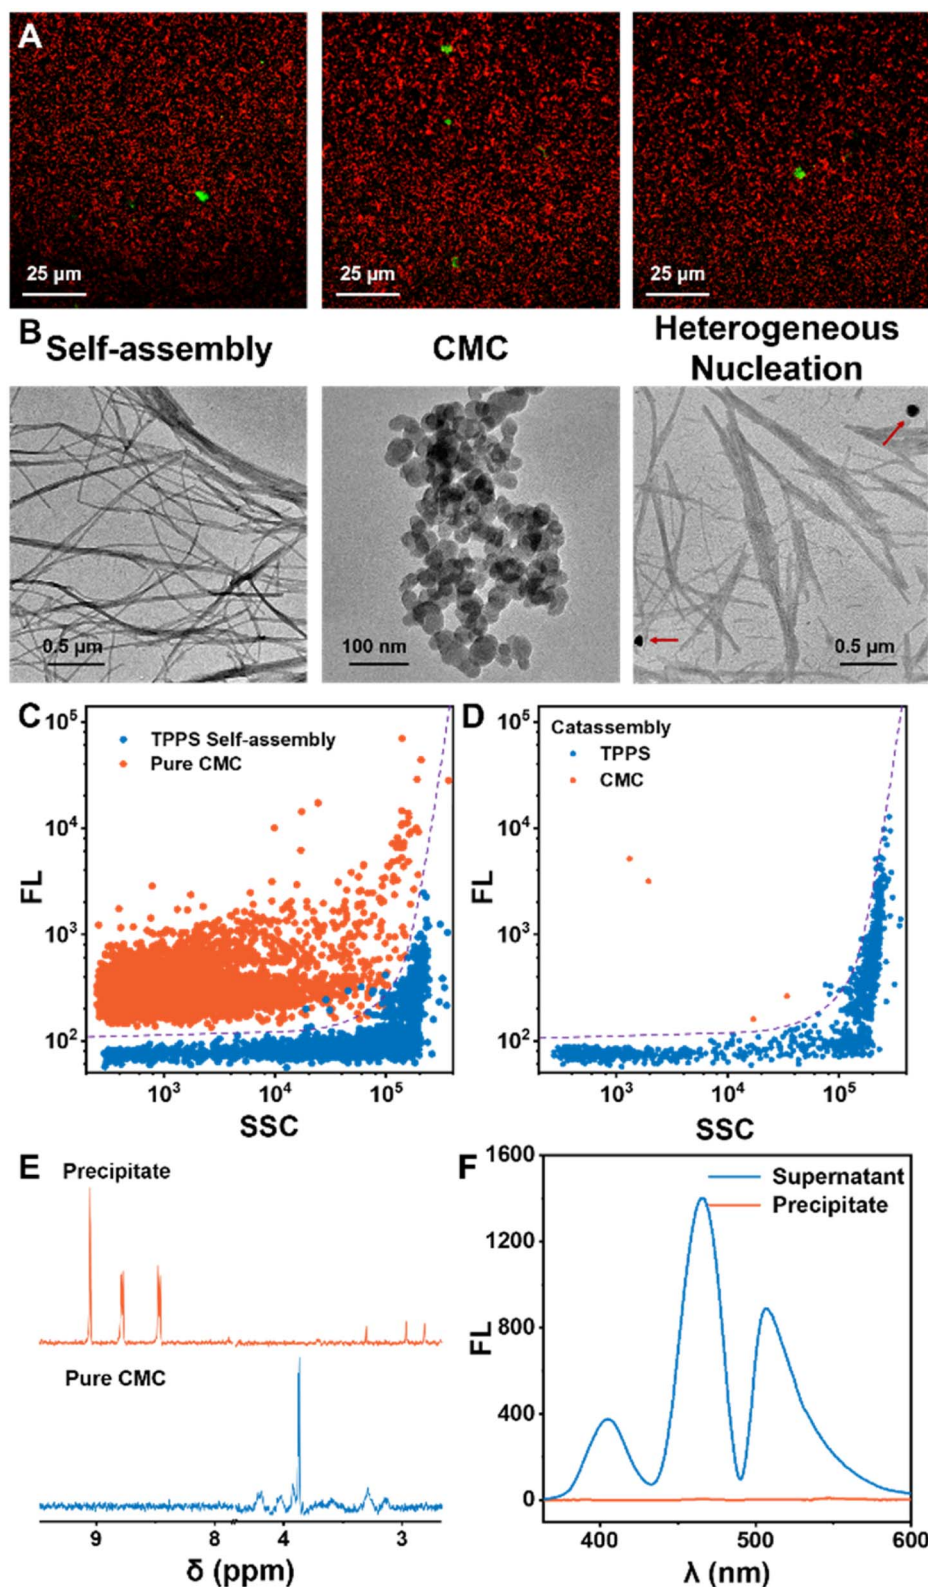 A
25 µm
25 µm
25 µm
B
Self-assembly
CMC
Heterogeneous
Nucleation
0.5 µm
100 nm
0.5 µm
C
TPPS Self-assembly
Pure CMC
FL
10⁵
10⁴
10³
10²
10³
10⁴
10⁵
SSC
D
Catassembly
TPPS
CMC
FL
10⁵
10⁴
10³
10²
10³
10⁴
10⁵
SSC
E
Precipitate
Pure CMC
9
8
4
3
δ (ppm)
F
Supernatant
Precipitate
FL
1600
1200
800
400
0
400
500
600
λ (nm)